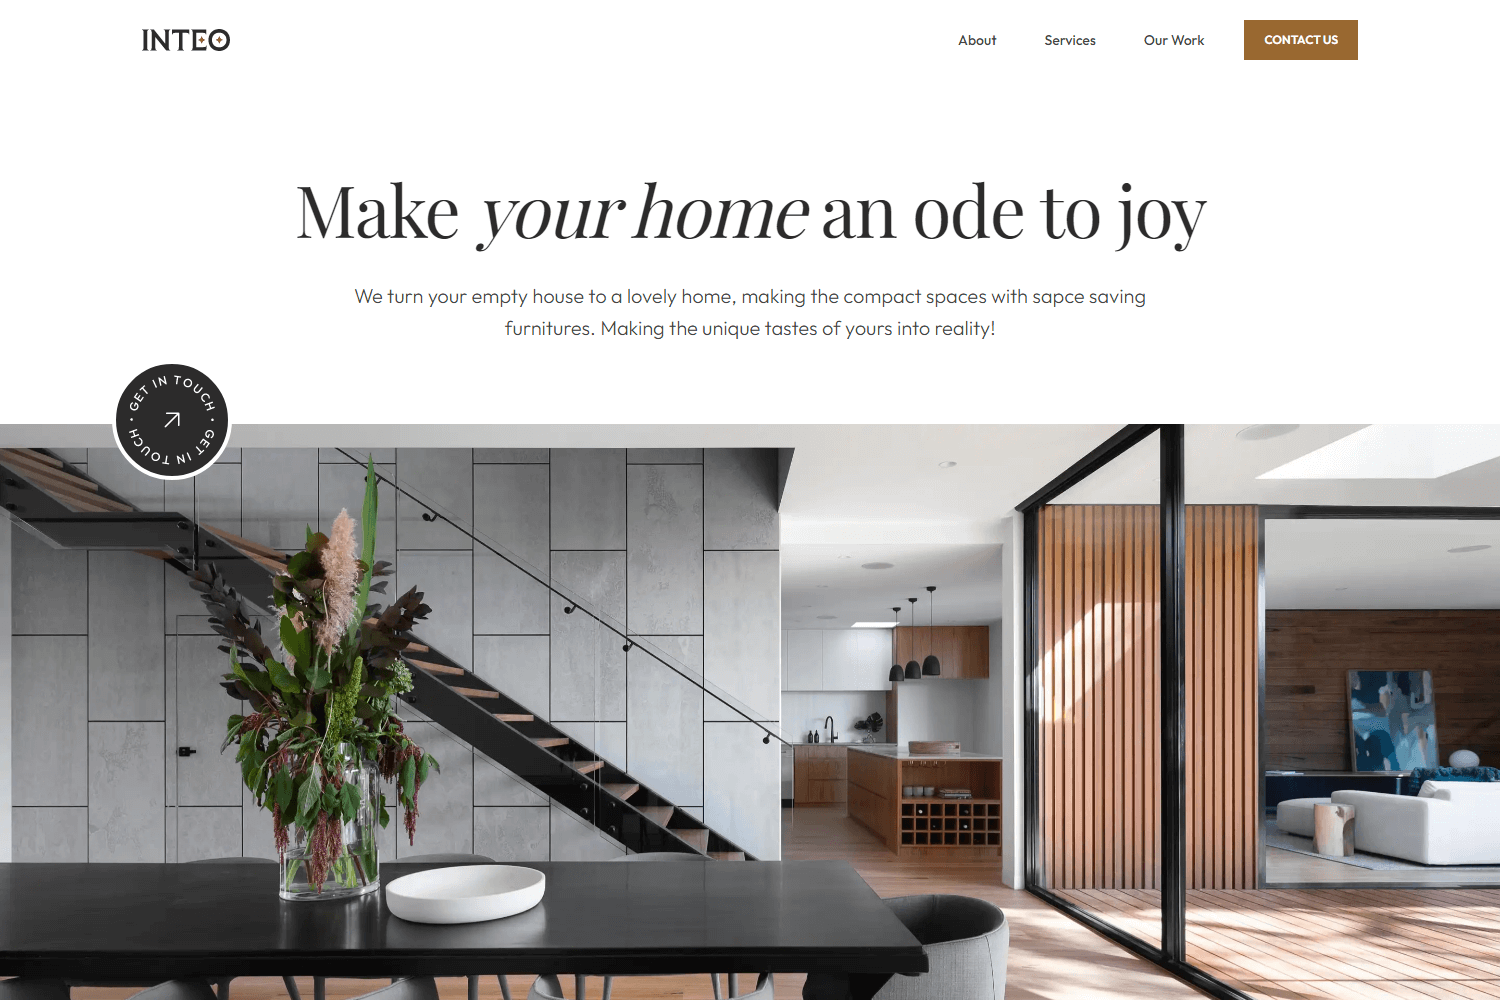 INTEO
About
Services
Our Work
CONTACT US
Make your home an ode to joy
We turn your empty house to a lovely home, making the compact spaces with sapce saving
furnitures. Making the unique tastes of yours into reality!
GET IN TOUCH • GET IN TOUCH •